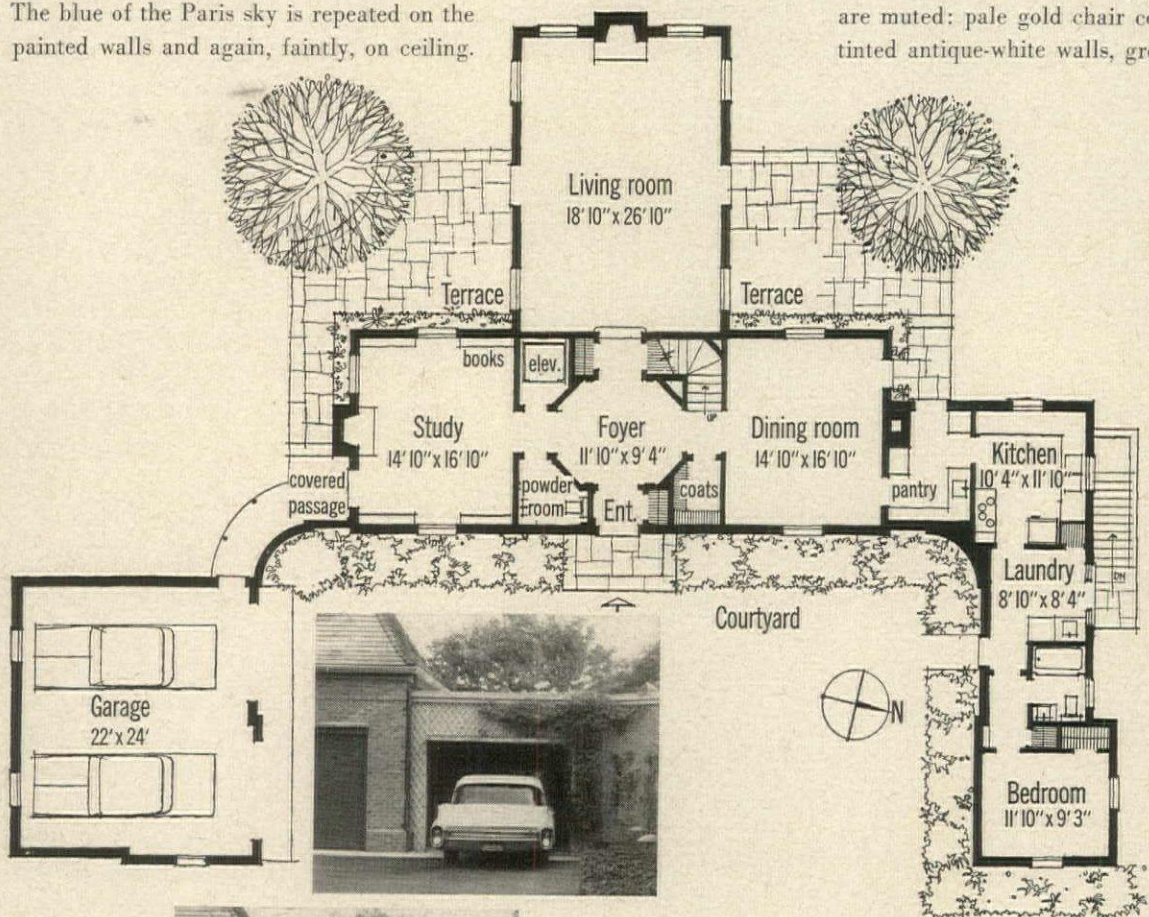 The blue of the Paris sky is repeated on the
painted walls and again, faintly, on ceiling.
are muted: pale gold chair
tinted antique-white walls,
Living room
18'10" x 26'10"
Terrace
Terrace
books
elev.
Study
14'10" x 16'10"
Foyer
11'10" x 9'4"
UP
Dining room
14'10" x 16'10"
Kitchen
10'4" x 11'10"
covered
passage
powder
room
Ent.
coats
pantry
Laundry
8'10" x 8'4"
DN
Courtyard
N
Garage
22' x 24'
Bedroom
11'10" x 9'3"